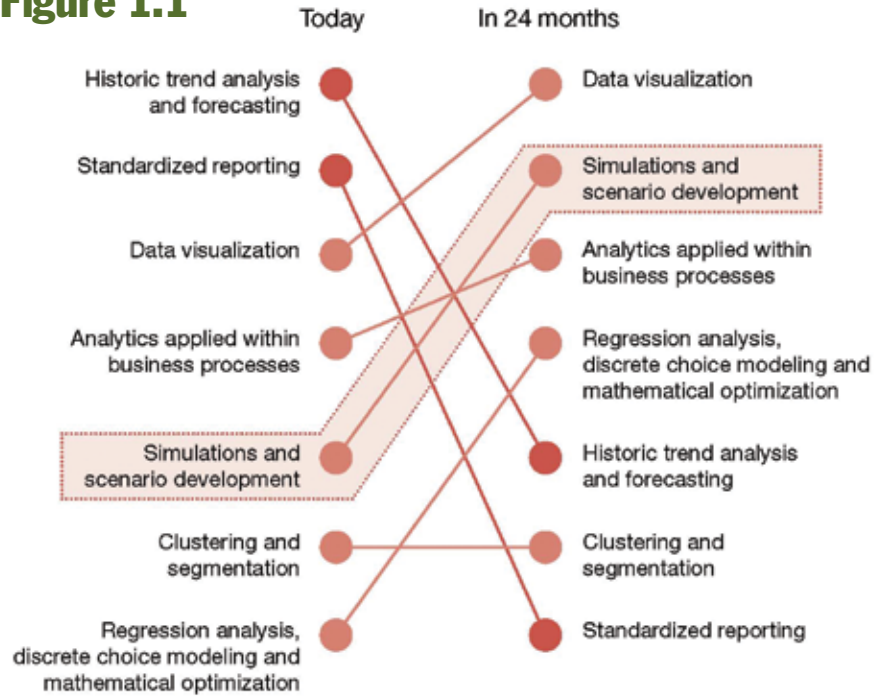 Figure 1.1
Today
In 24 months
Historic trend analysis
and forecasting
Standardized reporting
Data visualization
Analytics applied within
business processes
Simulations and
scenario development
Clustering and
segmentation
Regression analysis,
discrete choice modeling and
mathematical optimization
Data visualization
Simulations and
scenario development
Analytics applied within
business processes
Regression analysis,
discrete choice modeling and
mathematical optimization
Historic trend analysis
and forecasting
Clustering and
segmentation
Standardized reporting